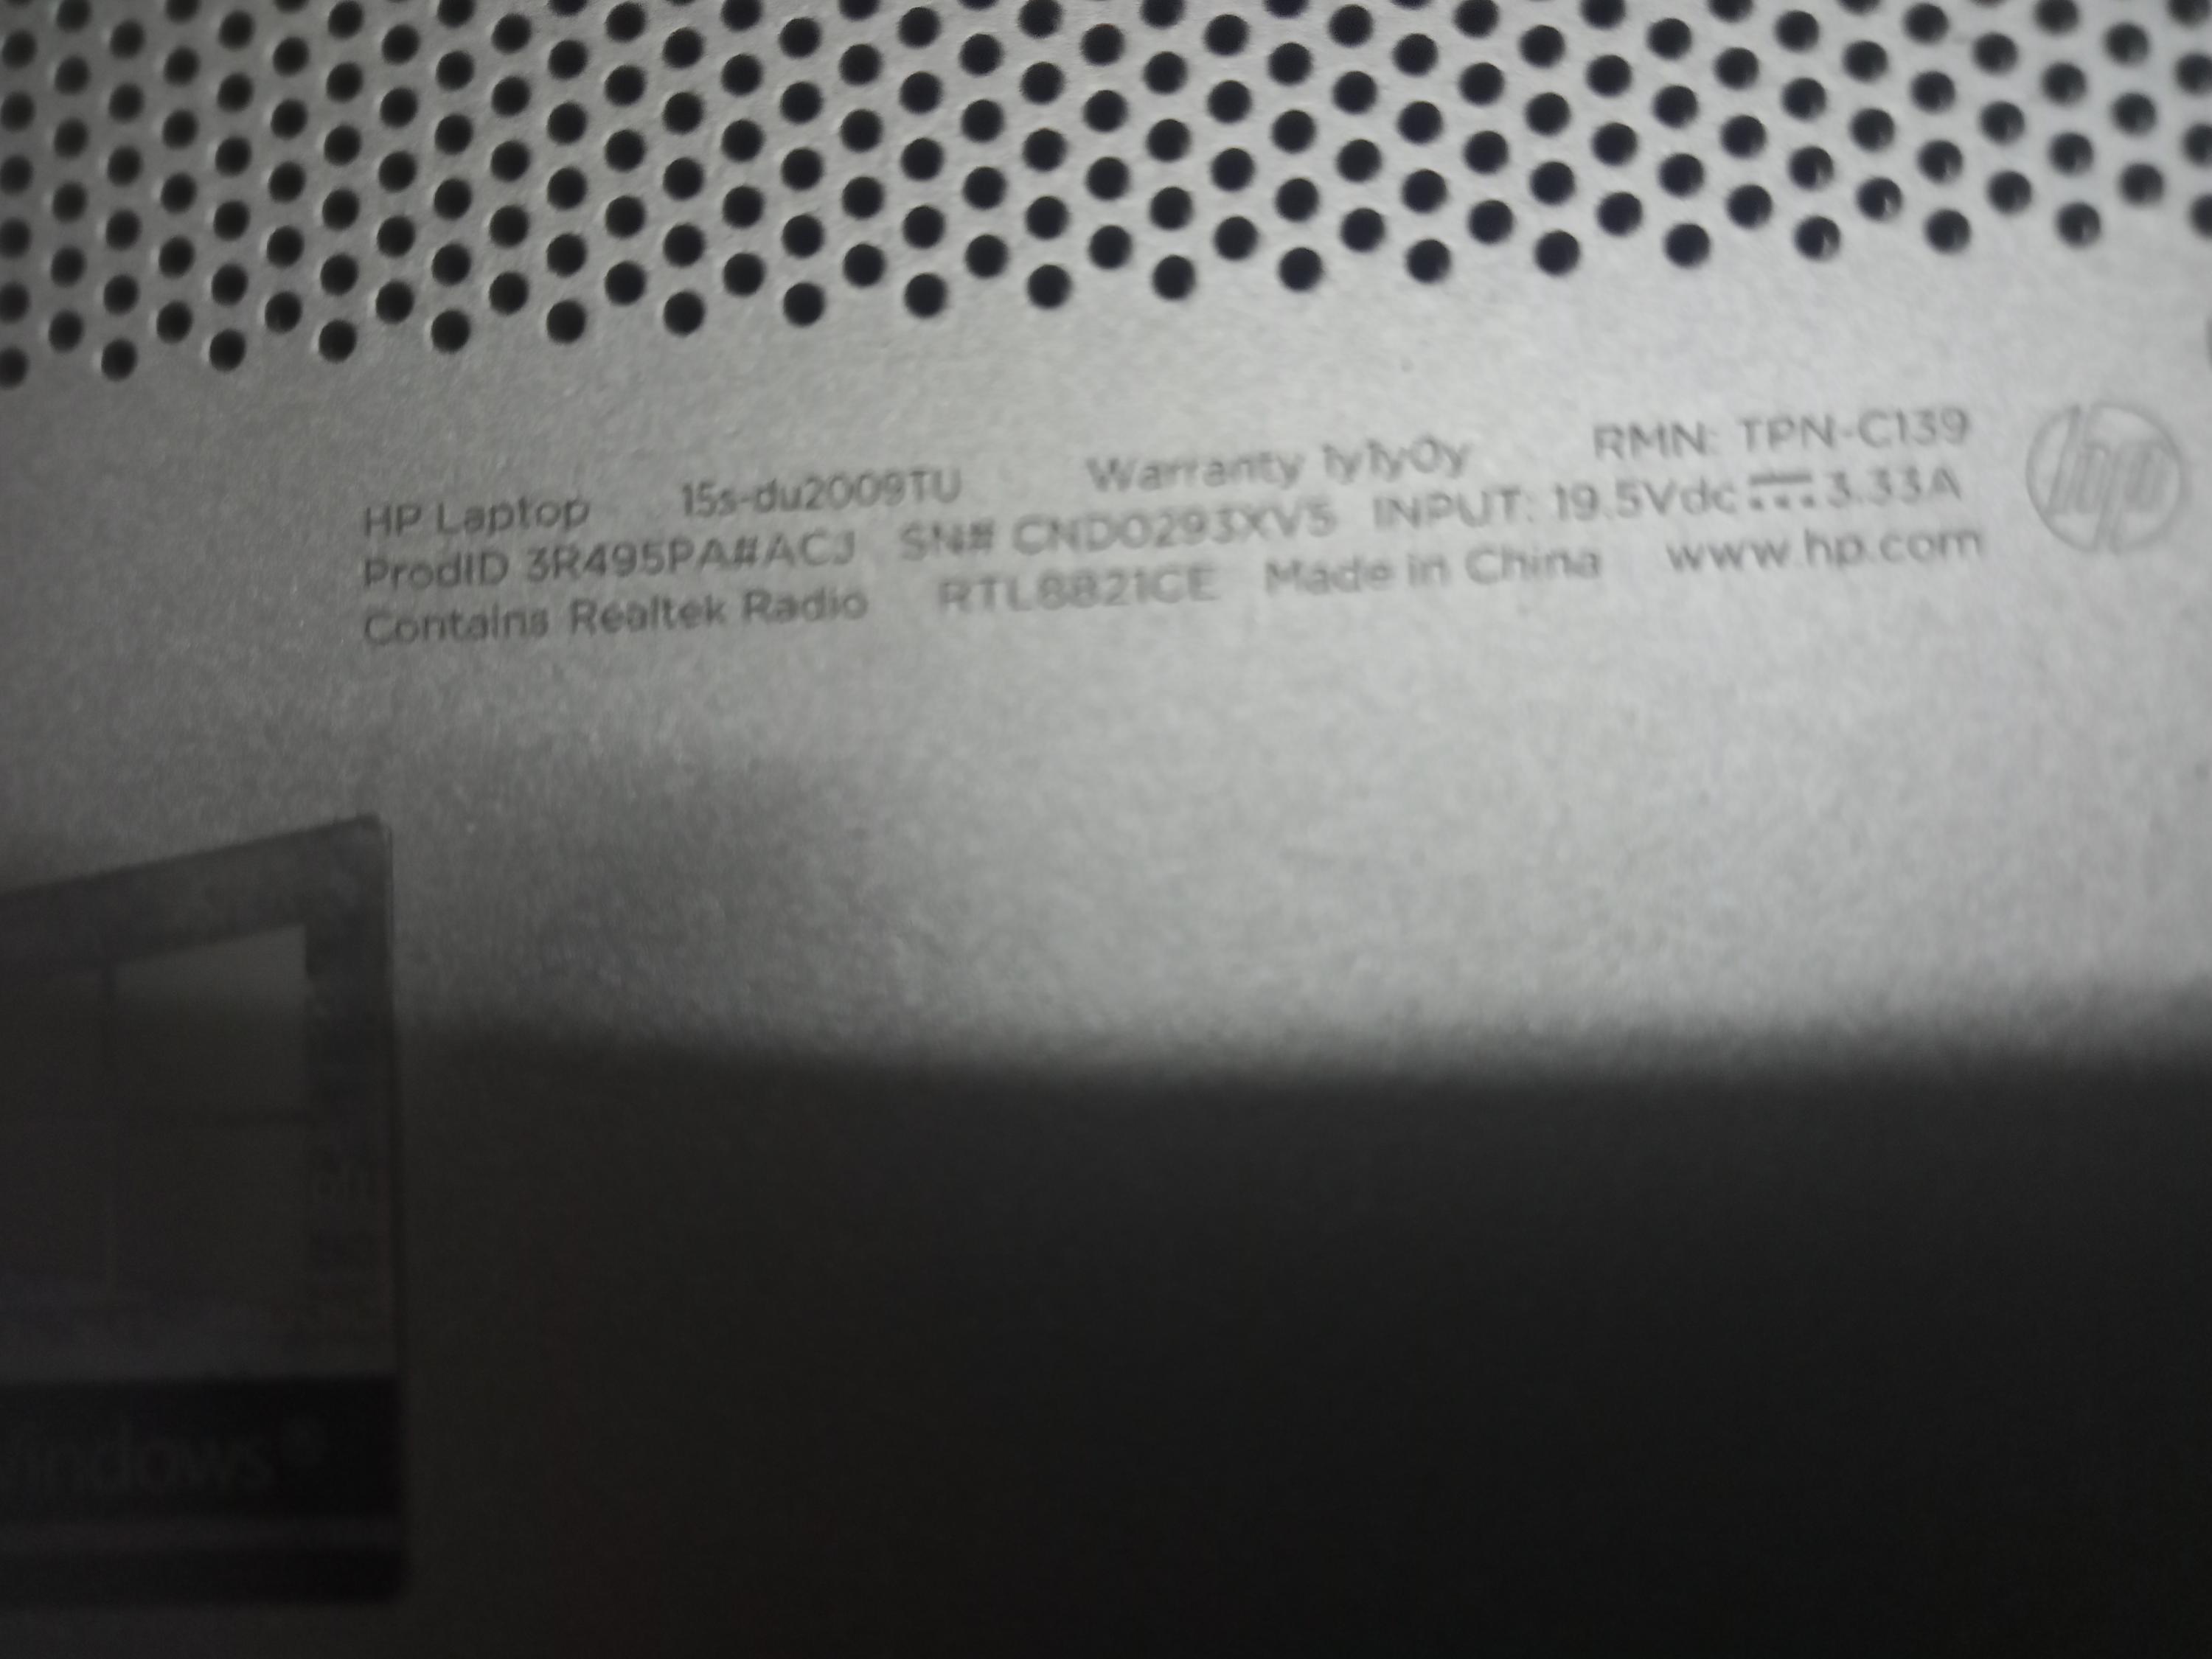 HP Laptop 15s-du2009TU Warranty 1y1y0y RMN: TPN-C139
ProdID 3R495PA#ACJ SN# CND0293XV5 INPUT: 19.5Vdc⎓3.33A
Contains Realtek Radio RTL8821CE Made in China www.hp.com
hp
indows®